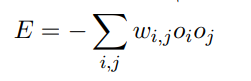 E = −∑_{i,j} w_{i,j} o_i o_j